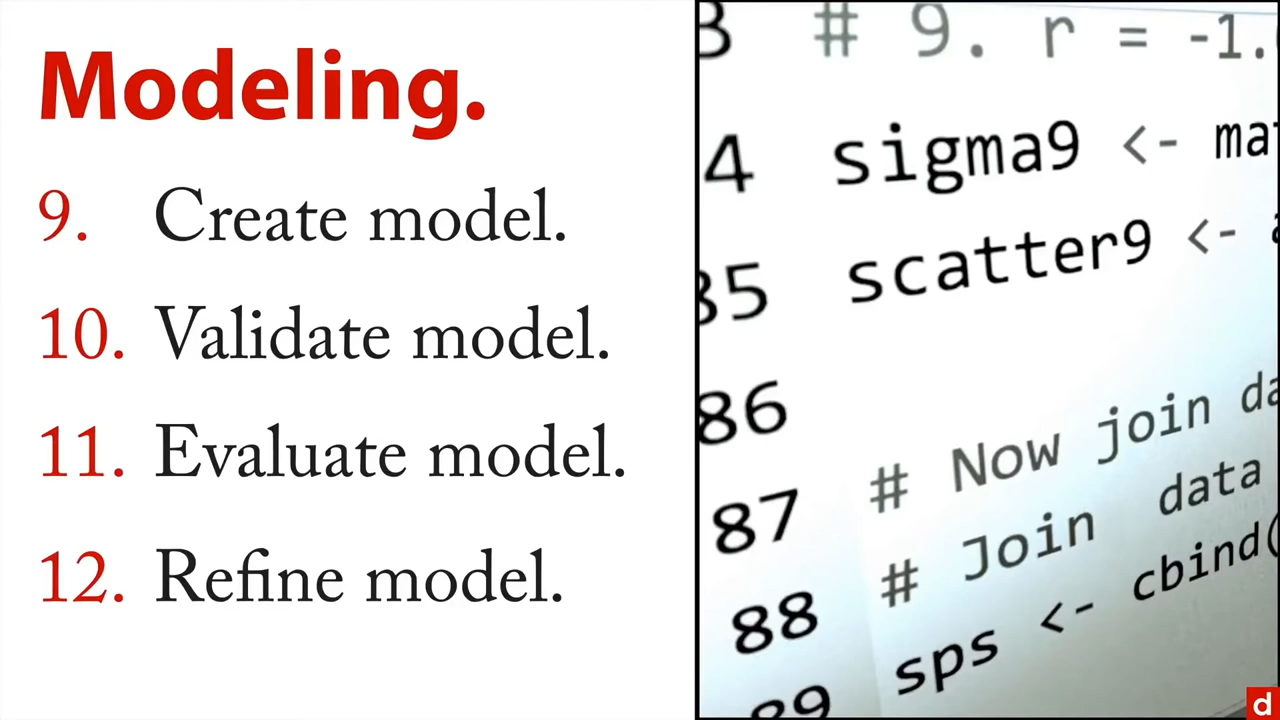 Modeling.
9. Create model.
10. Validate model.
11. Evaluate model.
12. Refine model.
# 9. r = -1.
4 sigma9 <- ma
35 scatter9 <- a
86
87 # Now join da
88 # Join data
89 sps <- cbind(
d